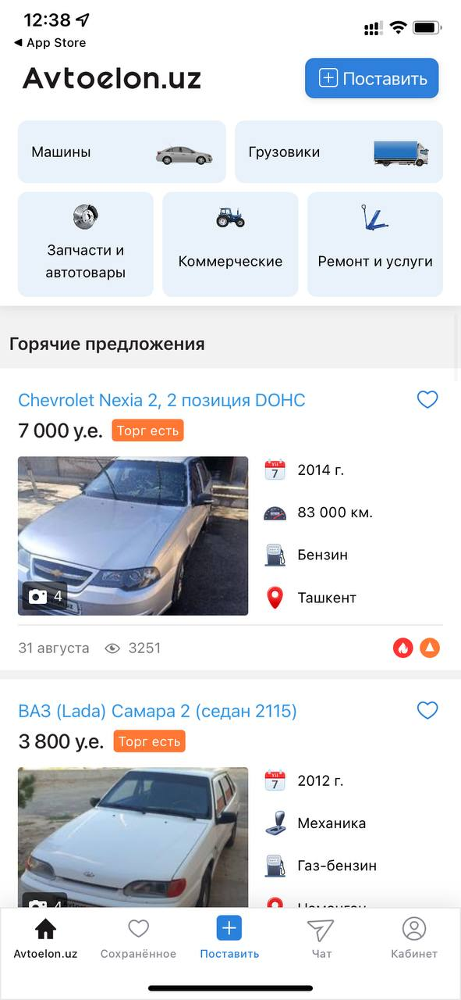 12:38
App Store
Avtoelon.uz
Поставить
Машины
Грузовики
Запчасти и
автотовары
Коммерческие
Ремонт и услуги
Горячие предложения
Chevrolet Nexia 2, 2 позиция DOHC
7 000 у.е.
Торг есть
2014 г.
83 000 км.
Бензин
Ташкент
4
31 августа
3251
ВАЗ (Lada) Самара 2 (седан 2115)
3 800 у.е.
Торг есть
2012 г.
Механика
Газ-бензин
Наманган
4
Avtoelon.uz
Сохранённое
Поставить
Чат
Кабинет